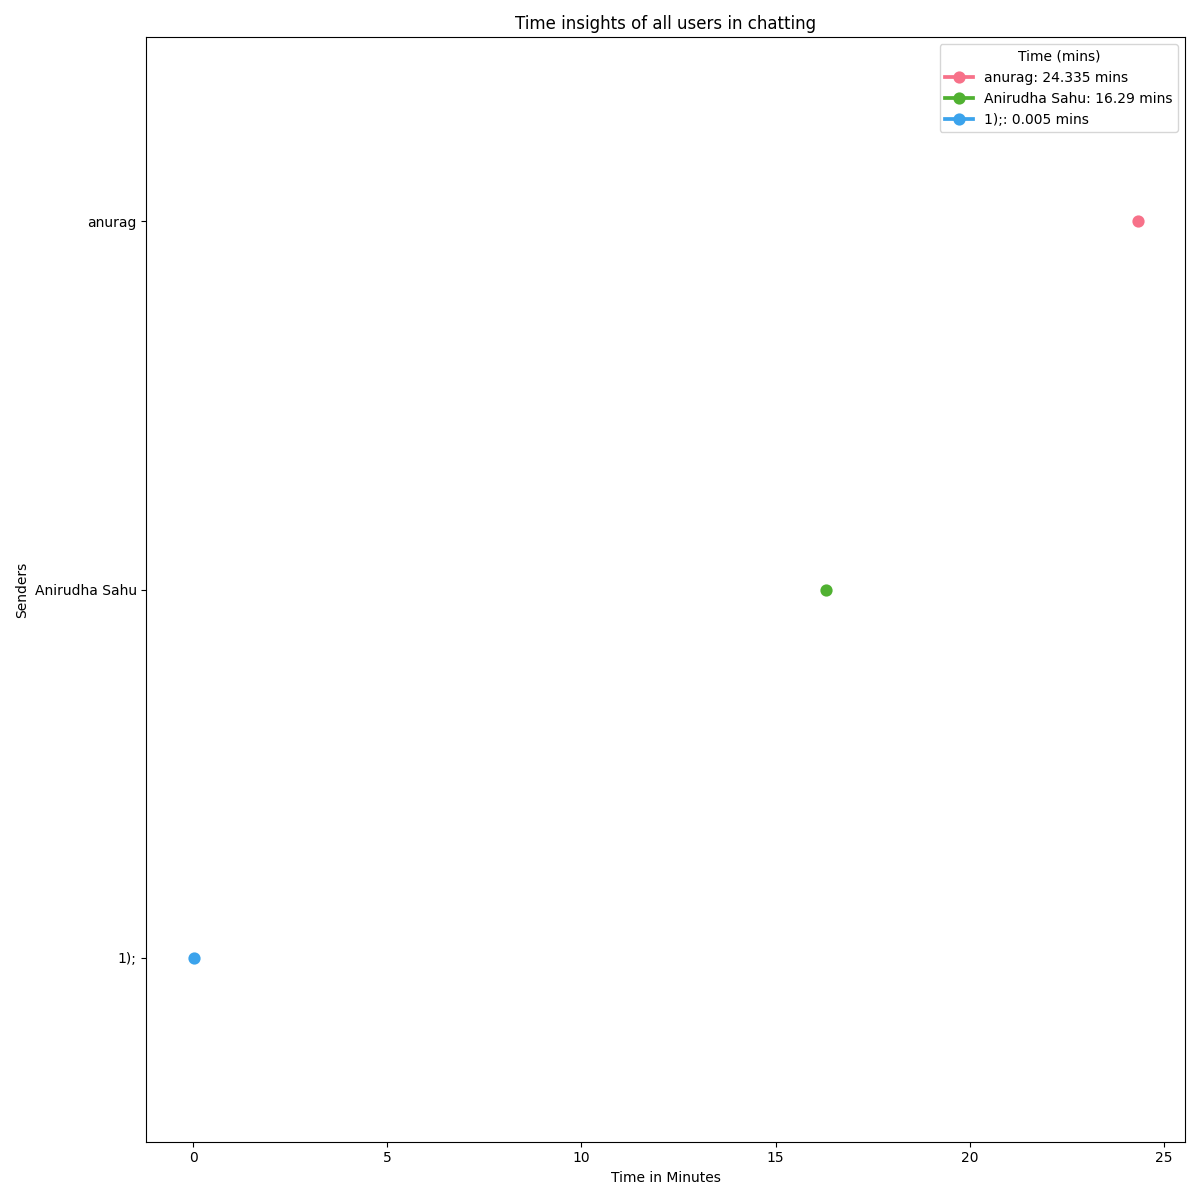 Time insights of all users in chatting
Time (mins)
anurag: 24.335 mins
Anirudha Sahu: 16.29 mins
1);: 0.005 mins
anurag
Anirudha Sahu
1);
Senders
0
5
10
15
20
25
Time in Minutes